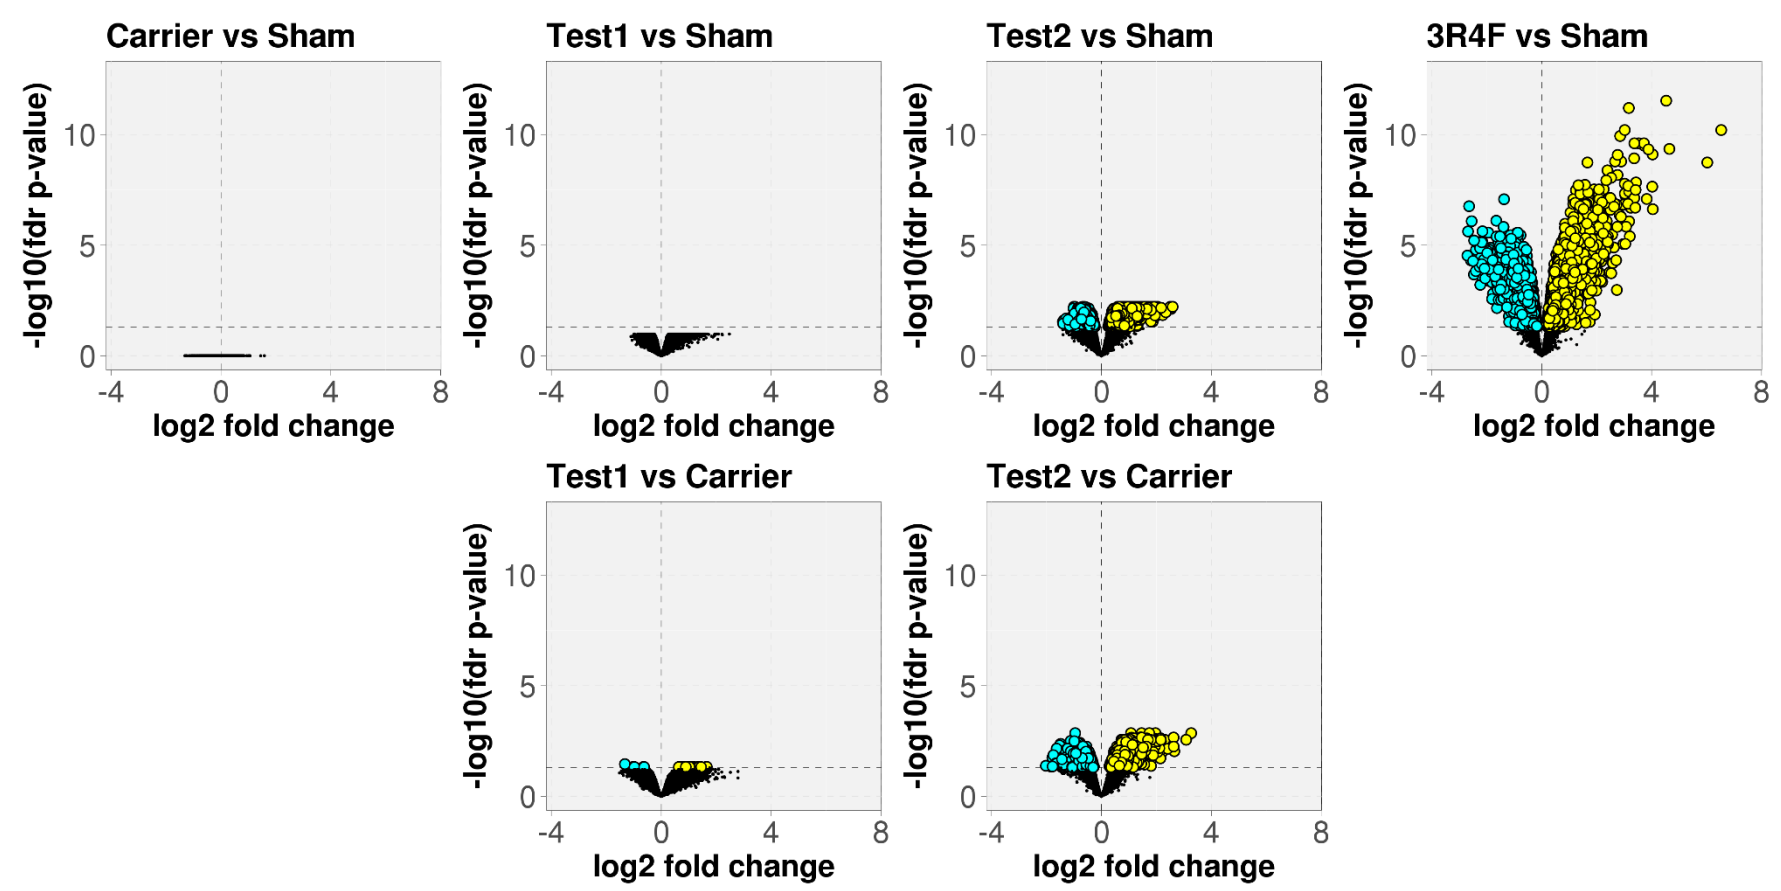 Carrier vs Sham
-log10(fdr p-value)
10
5
0
-4 0 4 8
log2 fold change
Test1 vs Sham
-log10(fdr p-value)
10
5
0
-4 0 4 8
log2 fold change
Test2 vs Sham
-log10(fdr p-value)
10
5
0
-4 0 4 8
log2 fold change
3R4F vs Sham
-log10(fdr p-value)
10
5
0
-4 0 4 8
log2 fold change
Test1 vs Carrier
-log10(fdr p-value)
10
5
0
-4 0 4 8
log2 fold change
Test2 vs Carrier
-log10(fdr p-value)
10
5
0
-4 0 4 8
log2 fold change